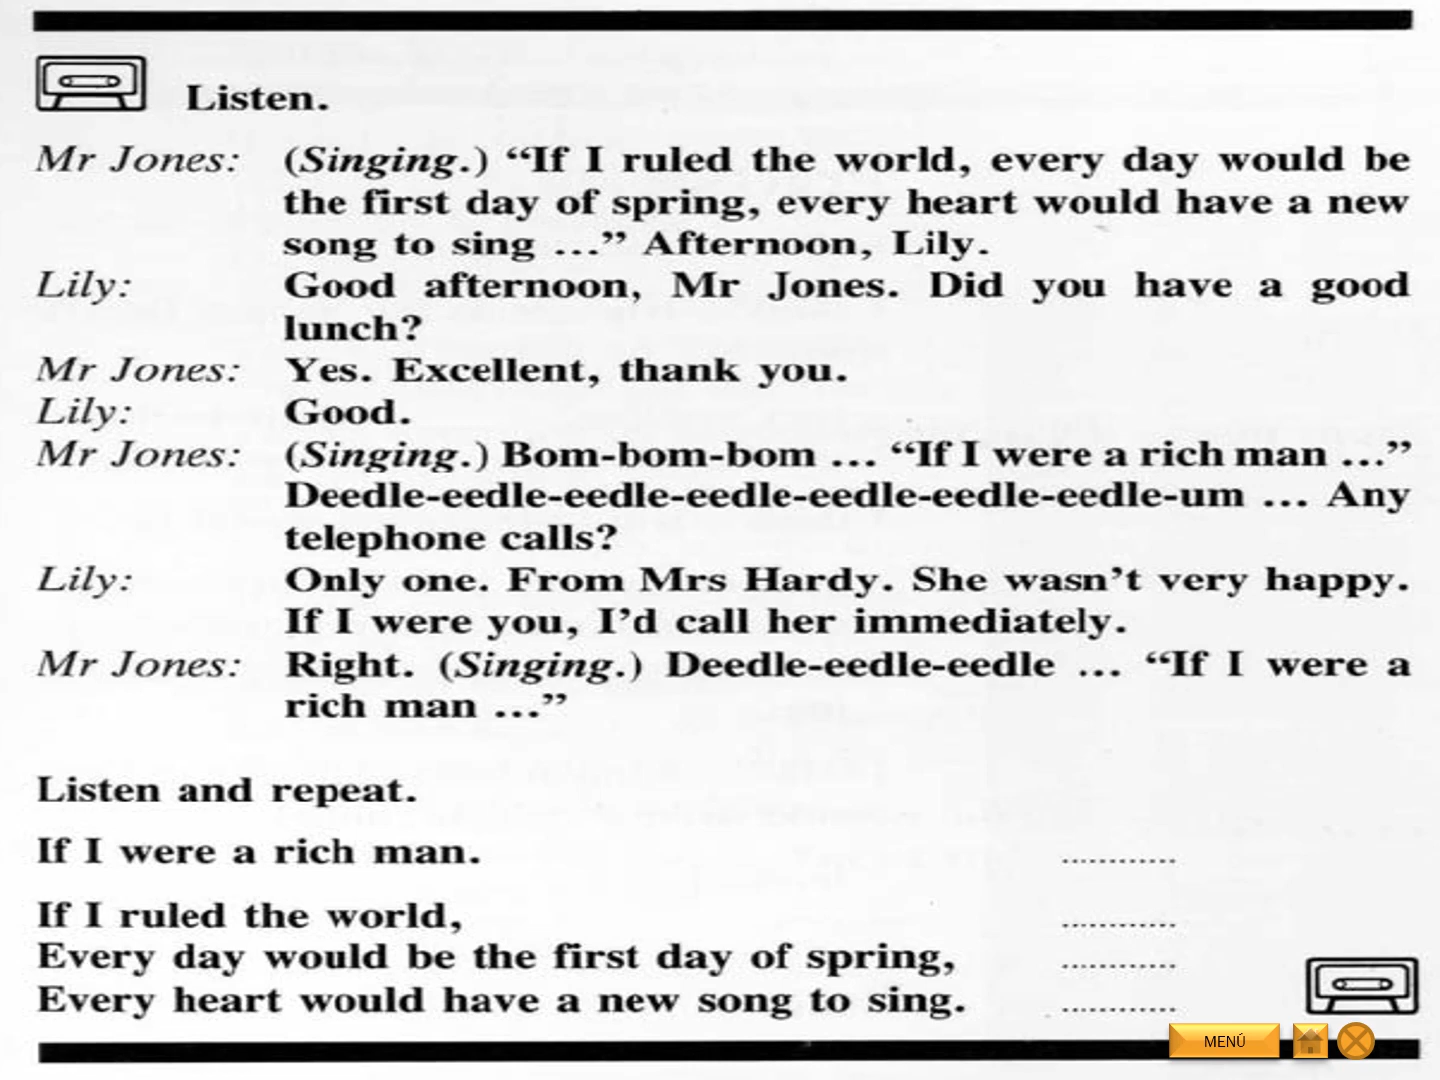 Listen.
Mr Jones: (Singing.) “If I ruled the world, every day would be
the first day of spring, every heart would have a new
song to sing ...” Afternoon, Lily.
Lily: Good afternoon, Mr Jones. Did you have a good
lunch?
Mr Jones: Yes. Excellent, thank you.
Lily: Good.
Mr Jones: (Singing.) Bom-bom-bom ... “If I were a rich man ...”
Deedle-eedle-eedle-eedle-eedle-eedle-eedle-um ... Any
telephone calls?
Lily: Only one. From Mrs Hardy. She wasn’t very happy.
If I were you, I’d call her immediately.
Mr Jones: Right. (Singing.) Deedle-eedle-eedle ... “If I were a
rich man ...”
Listen and repeat.
If I were a rich man. ............
If I ruled the world, ............
Every day would be the first day of spring, ............
Every heart would have a new song to sing. ............
MENÚ